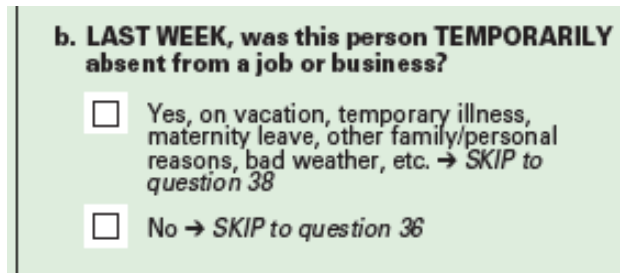 b. LAST WEEK, was this person TEMPORARILY
absent from a job or business?
Yes, on vacation, temporary illness,
maternity leave, other family/personal
reasons, bad weather, etc. → SKIP to
question 38
No → SKIP to question 36